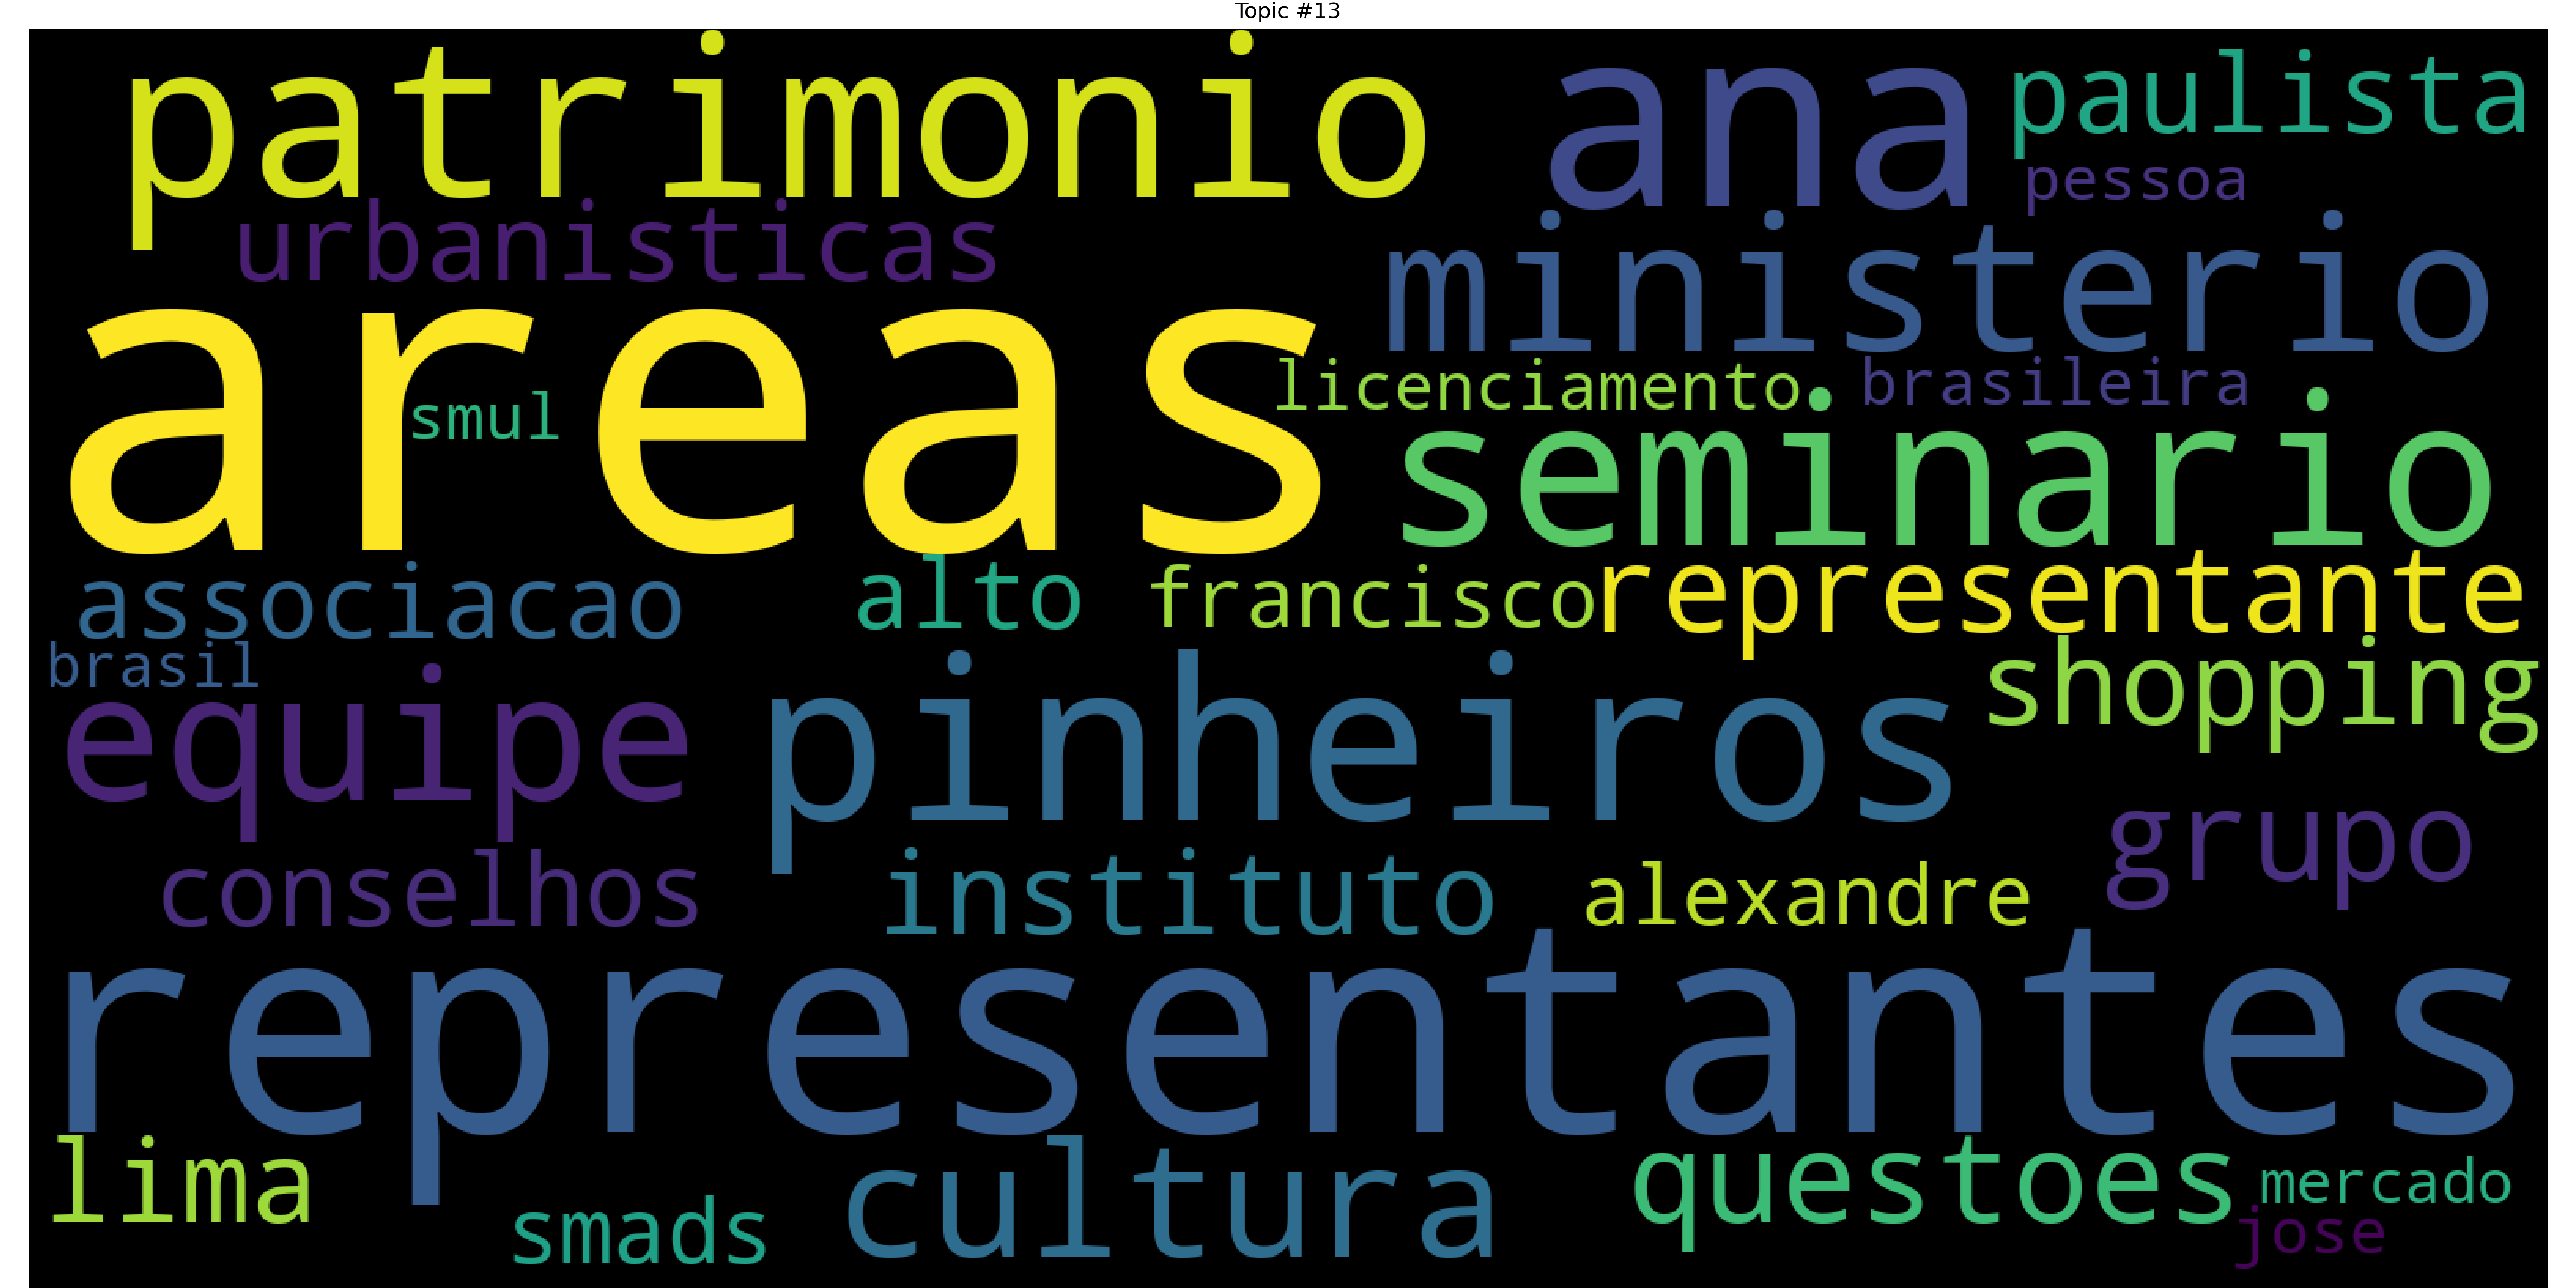 Topic #13
patrimonio
ana
paulista
pessoa
urbanisticas
ministerio
areas
licenciamento
brasileira
smul
seminario
associacao
alto
francisco
representante
brasil
shopping
equipe
pinheiros
grupo
conselhos
instituto
alexandre
representantes
lima
smads
cultura
questoes
mercado
jose